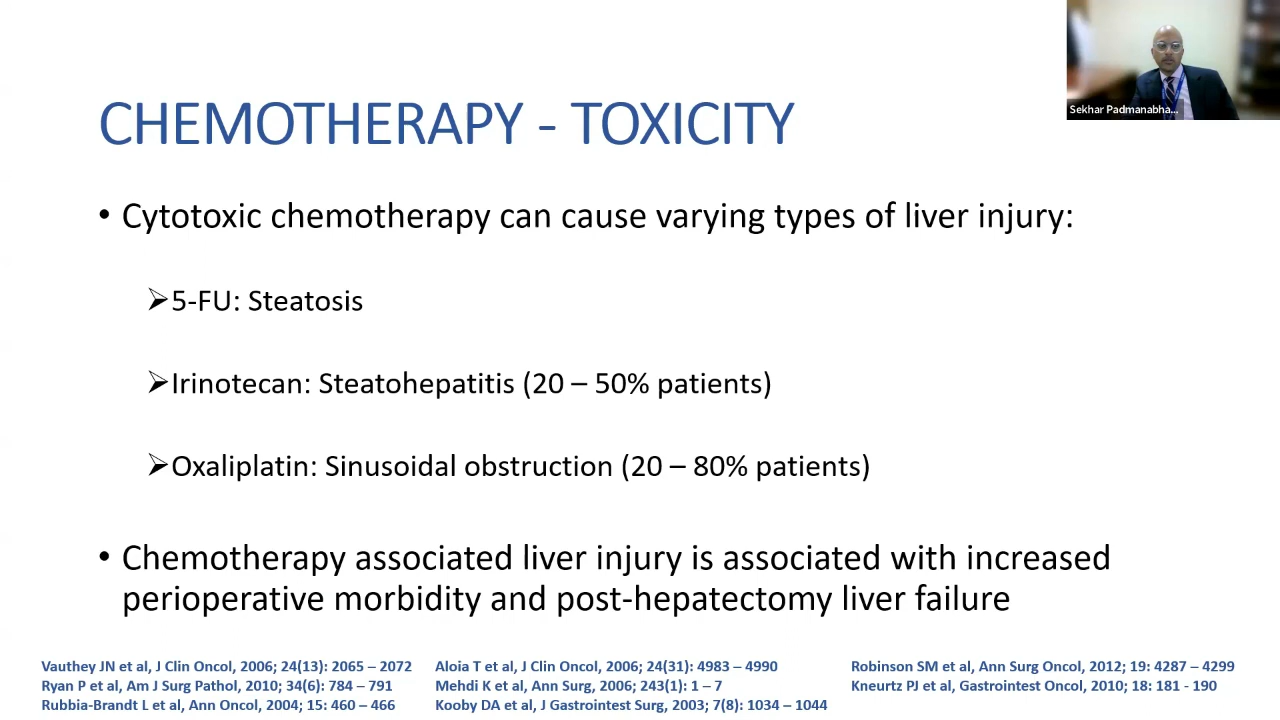 Sekhar Padmanabha...
CHEMOTHERAPY - TOXICITY
• Cytotoxic chemotherapy can cause varying types of liver injury:
➢5-FU: Steatosis
➢Irinotecan: Steatohepatitis (20 – 50% patients)
➢Oxaliplatin: Sinusoidal obstruction (20 – 80% patients)
• Chemotherapy associated liver injury is associated with increased
perioperative morbidity and post-hepatectomy liver failure
Vauthey JN et al, J Clin Oncol, 2006; 24(13): 2065 – 2072
Ryan P et al, Am J Surg Pathol, 2010; 34(6): 784 – 791
Rubbia-Brandt L et al, Ann Oncol, 2004; 15: 460 – 466
Aloia T et al, J Clin Oncol, 2006; 24(31): 4983 – 4990
Mehdi K et al, Ann Surg, 2006; 243(1): 1 – 7
Kooby DA et al, J Gastrointest Surg, 2003; 7(8): 1034 – 1044
Robinson SM et al, Ann Surg Oncol, 2012; 19: 4287 – 4299
Kneurtz PJ et al, Gastrointest Oncol, 2010; 18: 181 - 190